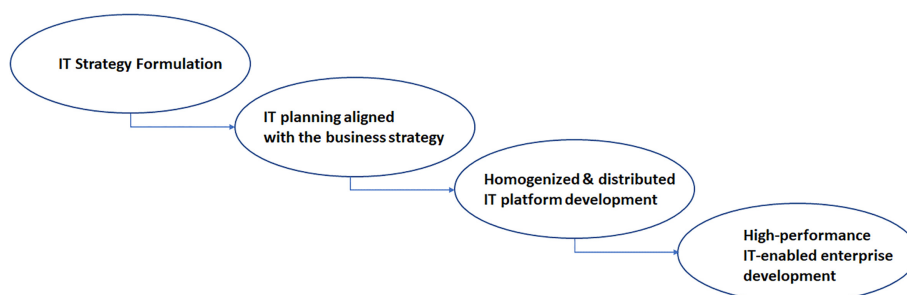 IT Strategy Formulation
IT planning aligned
with the business strategy
Homogenized & distributed
IT platform development
High-performance
IT-enabled enterprise
development